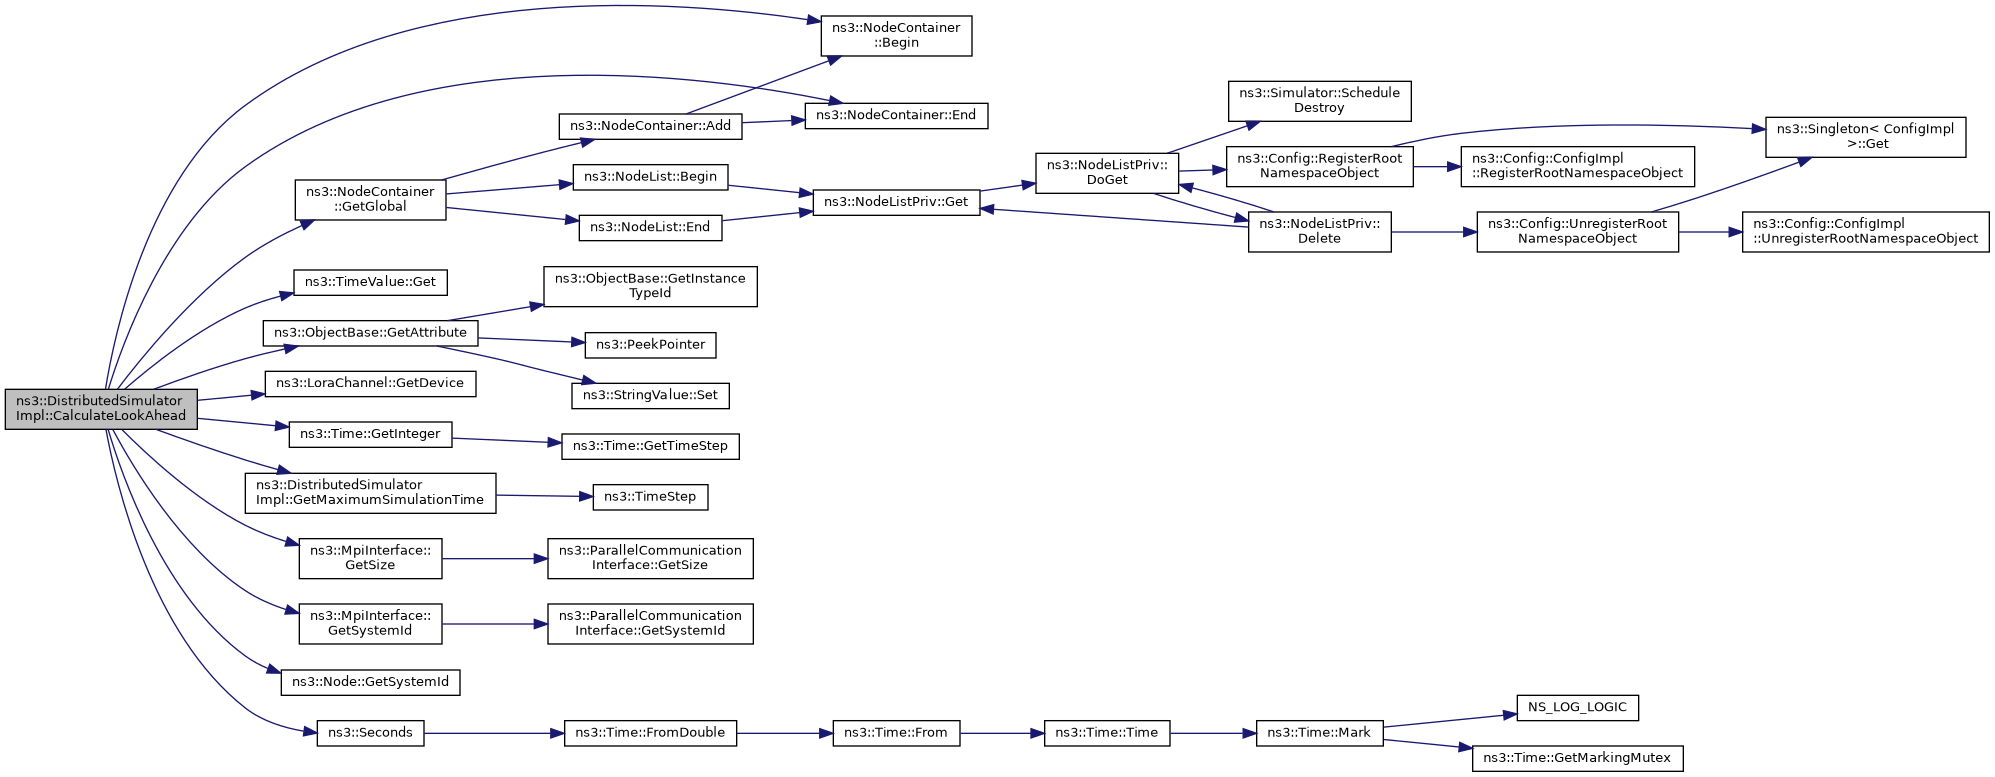 ns3::DistributedSimulator
Impl::CalculateLookAhead
ns3::NodeContainer
::Begin
ns3::NodeContainer::End
ns3::NodeContainer
::GetGlobal
ns3::NodeContainer::Add
ns3::NodeList::Begin
ns3::NodeList::End
ns3::NodeListPriv::Get
ns3::NodeListPriv::
DoGet
ns3::Simulator::Schedule
Destroy
ns3::Config::RegisterRoot
NamespaceObject
ns3::NodeListPriv::
Delete
ns3::Singleton< ConfigImpl
>::Get
ns3::Config::ConfigImpl
::RegisterRootNamespaceObject
ns3::Config::UnregisterRoot
NamespaceObject
ns3::Config::ConfigImpl
::UnregisterRootNamespaceObject
ns3::TimeValue::Get
ns3::ObjectBase::GetAttribute
ns3::ObjectBase::GetInstance
TypeId
ns3::PeekPointer
ns3::StringValue::Set
ns3::LoraChannel::GetDevice
ns3::Time::GetInteger
ns3::Time::GetTimeStep
ns3::DistributedSimulator
Impl::GetMaximumSimulationTime
ns3::TimeStep
ns3::MpiInterface::
GetSize
ns3::ParallelCommunication
Interface::GetSize
ns3::MpiInterface::
GetSystemId
ns3::ParallelCommunication
Interface::GetSystemId
ns3::Node::GetSystemId
ns3::Seconds
ns3::Time::FromDouble
ns3::Time::From
ns3::Time::Time
ns3::Time::Mark
NS_LOG_LOGIC
ns3::Time::GetMarkingMutex